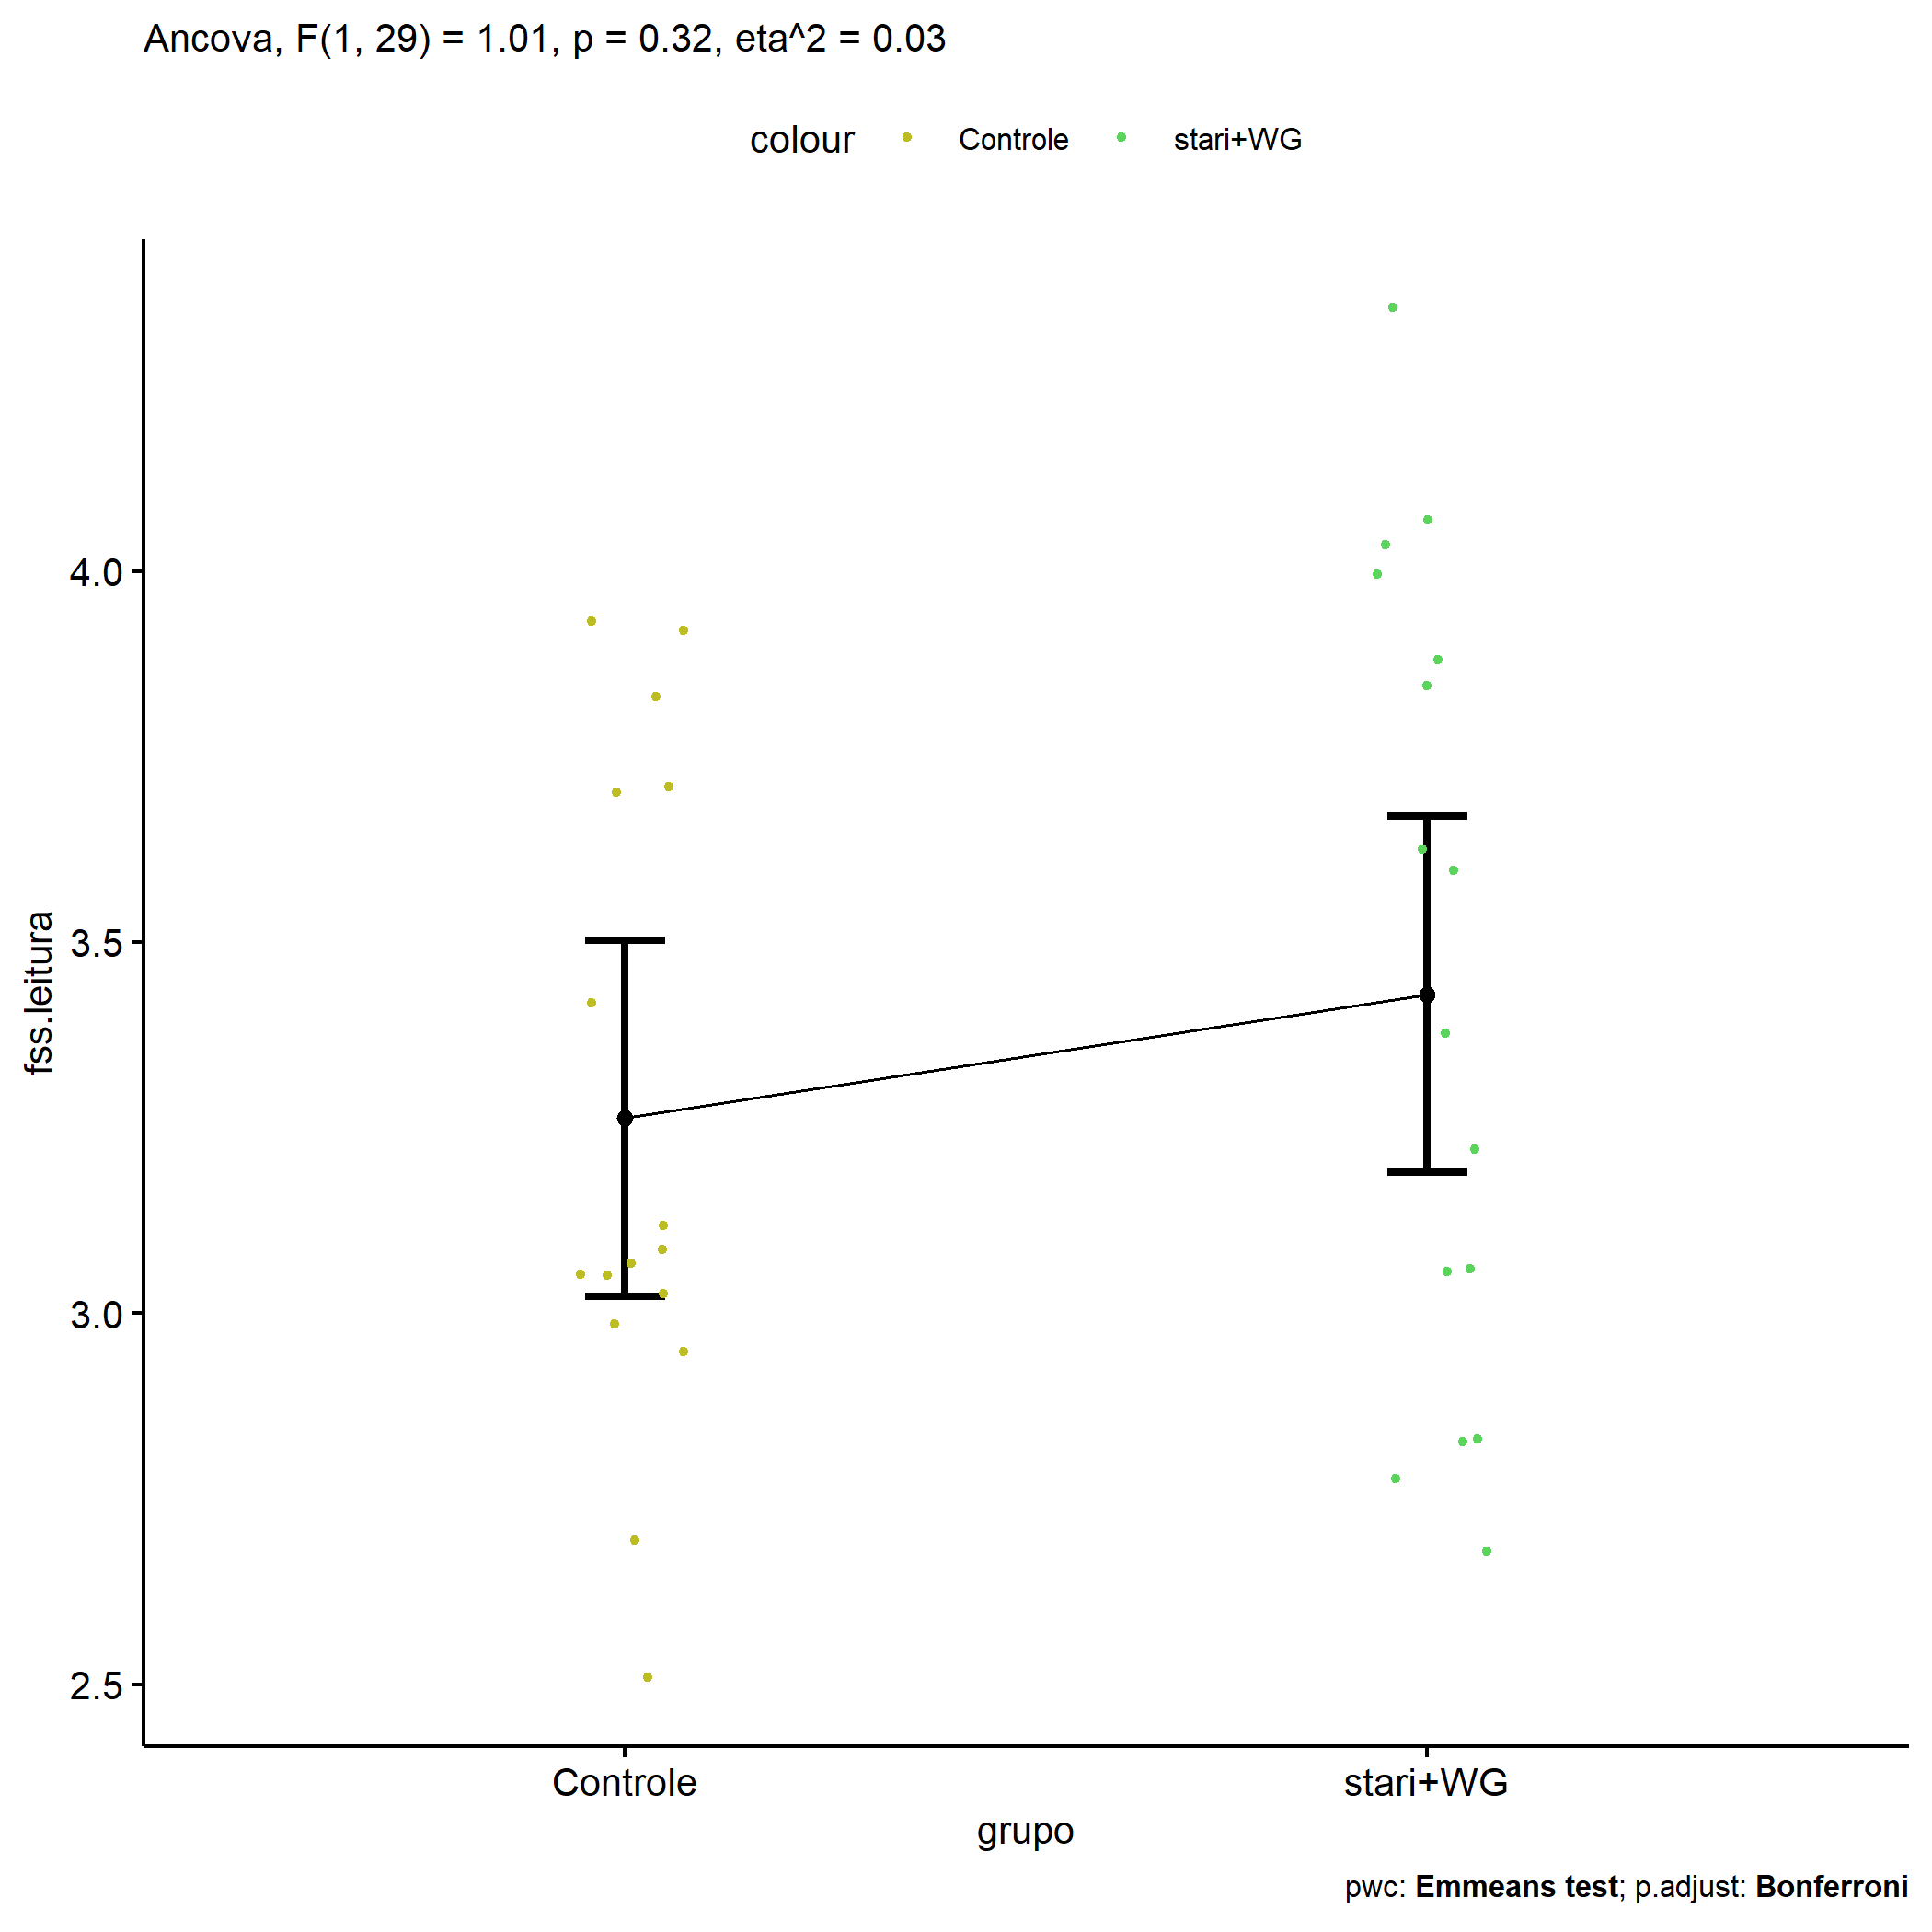 Ancova, F(1, 29) = 1.01, p = 0.32, eta^2 = 0.03
colour Controle stari+WG
fss.leitura
4.0
3.5
3.0
2.5
Controle stari+WG
grupo
pwc: Emmeans test; p.adjust: Bonferroni